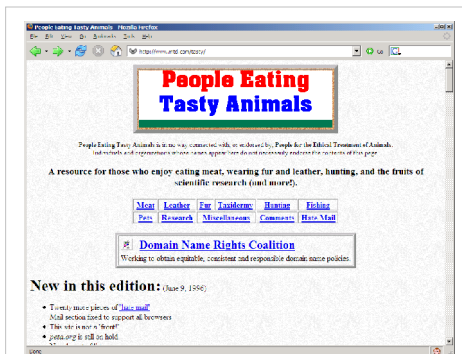 People Eating Tasty Animals - Mozilla Firefox
File Edit View Go Bookmarks Tools Help
Go
People Eating
Tasty Animals
People Eating Tasty Animals is in no way connected with, or endorsed by, People for the Ethical Treatment of Animals.
Individuals and organizations whose names appear here do not necessarily endorse the contents of this page.
A resource for those who enjoy eating meat, wearing fur and leather, hunting, and the fruits of
scientific research (and more!).
Meat Leather Fur Taxidermy Hunting Fishing
Pets Research Miscellaneous Comments Hate Mail
Domain Name Rights Coalition
Working to obtain equitable, consistent and responsible domain name policies.
New in this edition: (June 9, 1996)
Twenty more pieces of "hate mail"
Mail section fixed to support all browsers
This site is not a "front!"
peta.org is still on hold...
Done